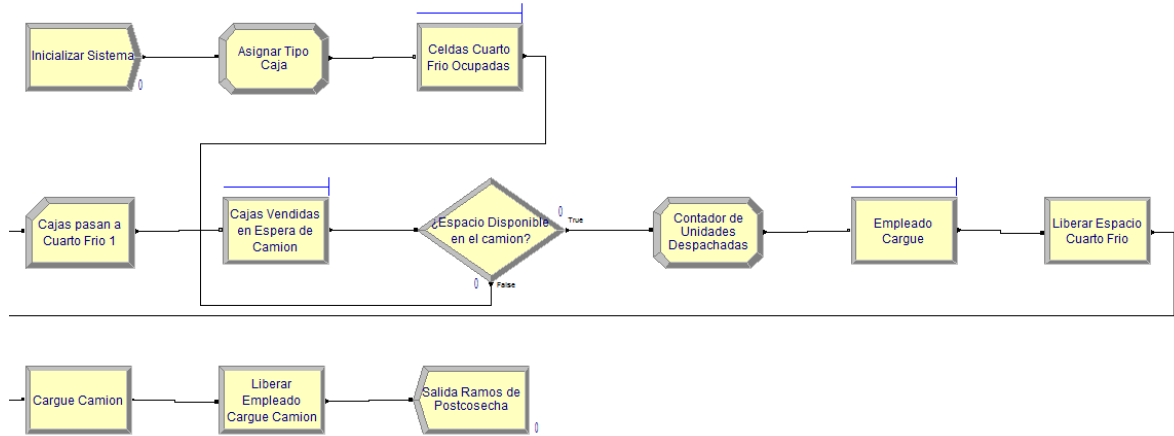 Inicializar Sistema
0
Asignar Tipo
Caja
Celdas Cuarto
Frio Ocupadas
Cajas pasan a
Cuarto Frio 1
Cajas Vendidas
en Espera de
Camion
¿Espacio Disponible
en el camion?
0
True
0
False
Contador de
Unidades
Despachadas
Empleado
Cargue
Liberar Espacio
Cuarto Frio
Cargue Camion
Liberar
Empleado
Cargue Camion
Salida Ramos de
Postcosecha
0